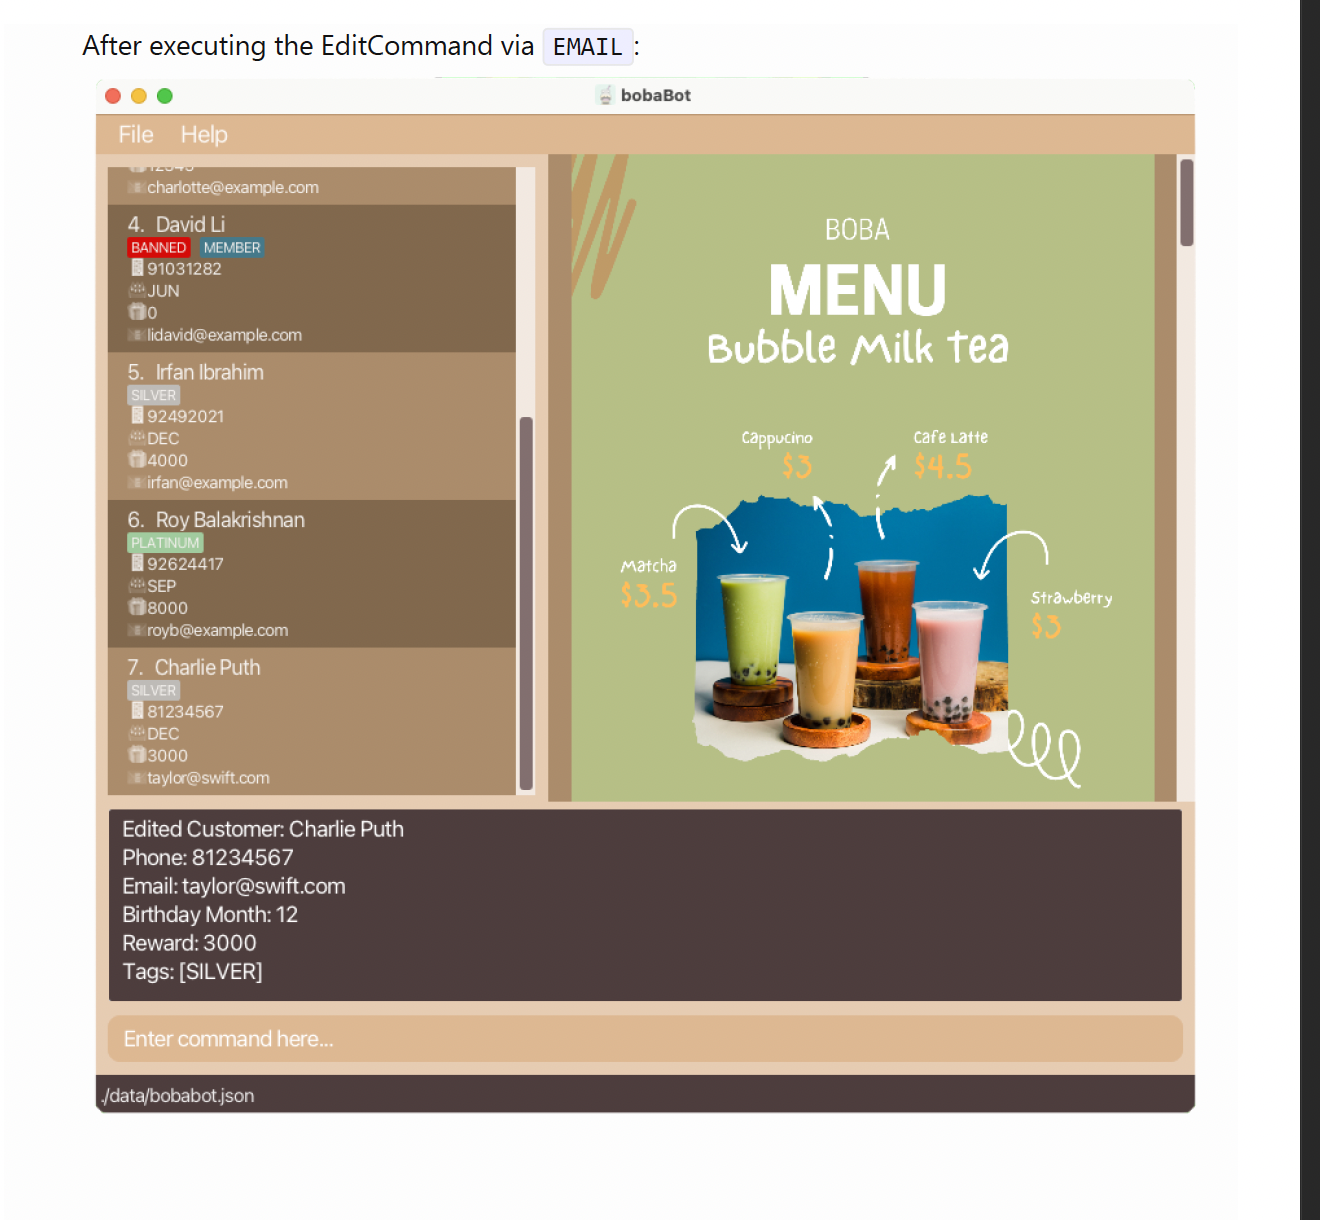 After executing the EditCommand via EMAIL:
bobaBot
File Help
12345
charlotte@example.com
4. David Li
BANNED MEMBER
91031282
JUN
0
lidavid@example.com
5. Irfan Ibrahim
SILVER
92492021
DEC
4000
irfan@example.com
6. Roy Balakrishnan
PLATINUM
92624417
SEP
8000
royb@example.com
7. Charlie Puth
SILVER
81234567
DEC
3000
taylor@swift.com
BOBA
MENU
Bubble Milk Tea
Cappucino
$3
Cafe Latte
$4.5
Matcha
$3.5
Strawberry
$3
Edited Customer: Charlie Puth
Phone: 81234567
Email: taylor@swift.com
Birthday Month: 12
Reward: 3000
Tags: [SILVER]
Enter command here...
./data/bobabot.json